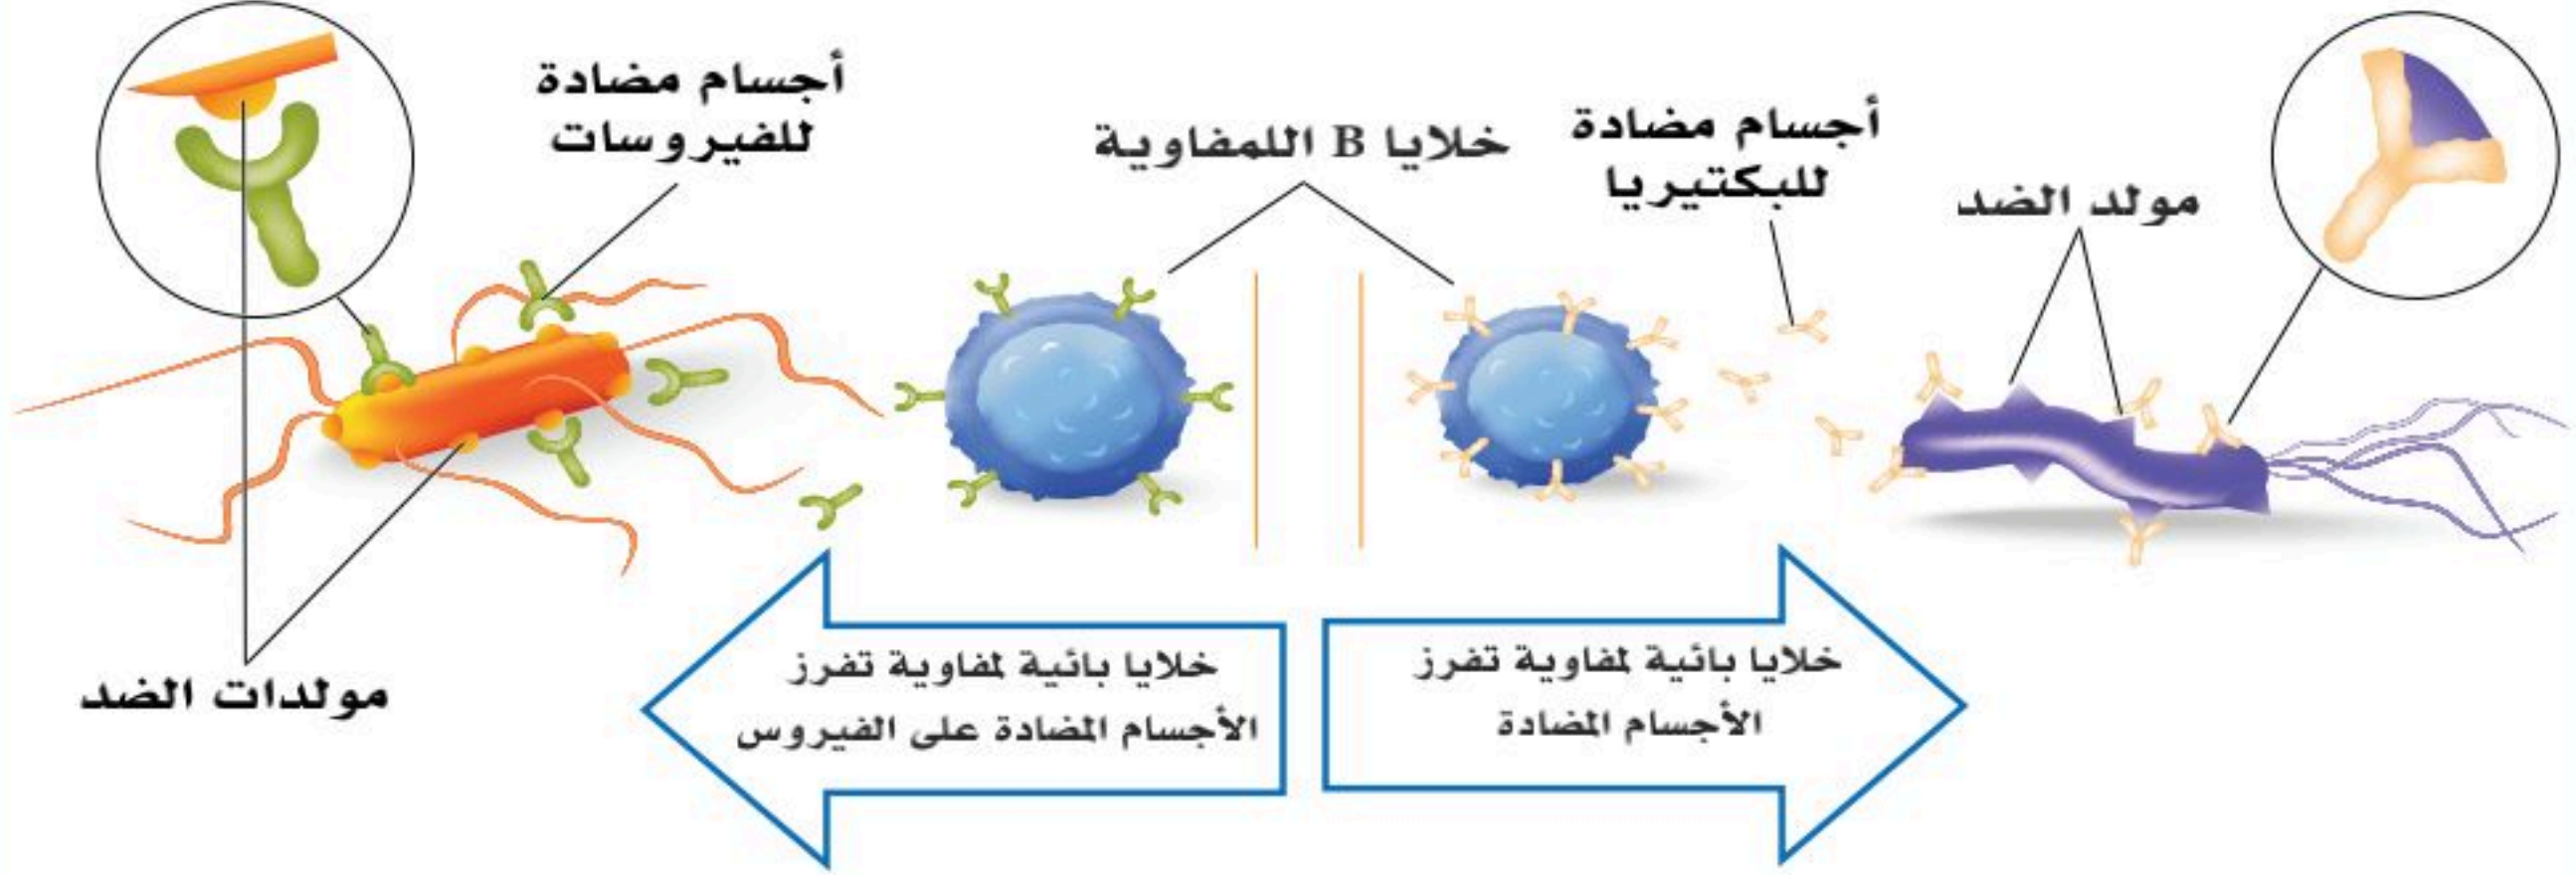 أجسام مضادة
للبكتيريا
مولد الضد
خلايا B اللمفاوية
أجسام مضادة
للفيروسات
مولدات الضد
خلايا بائية لمفاوية تفرز
الأجسام المضادة
خلايا بائية لمفاوية تفرز
الأجسام المضادة على الفيروس